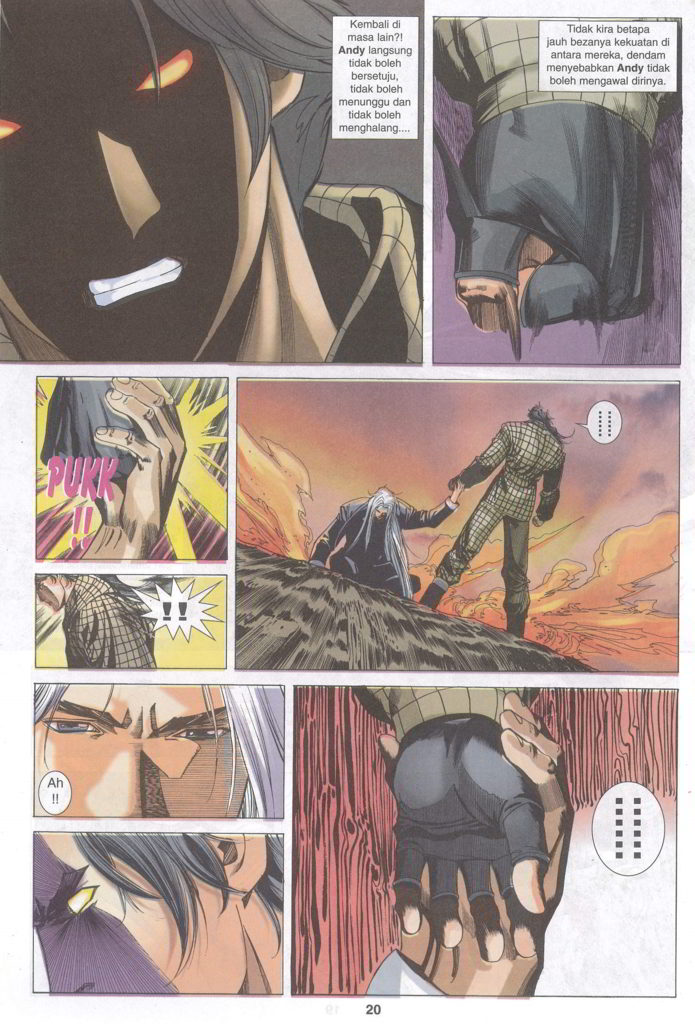 Kembali di
masa lain?!
Andy langsung
tidak boleh
bersetuju,
tidak boleh
menunggu dan
tidak boleh
menghalang....
Tidak kira betapa
jauh bezanya kekuatan di
antara mereka, dendam
menyebabkan Andy tidak
boleh mengawal dirinya.
PUKK
!!
!!
Ah
!!
20